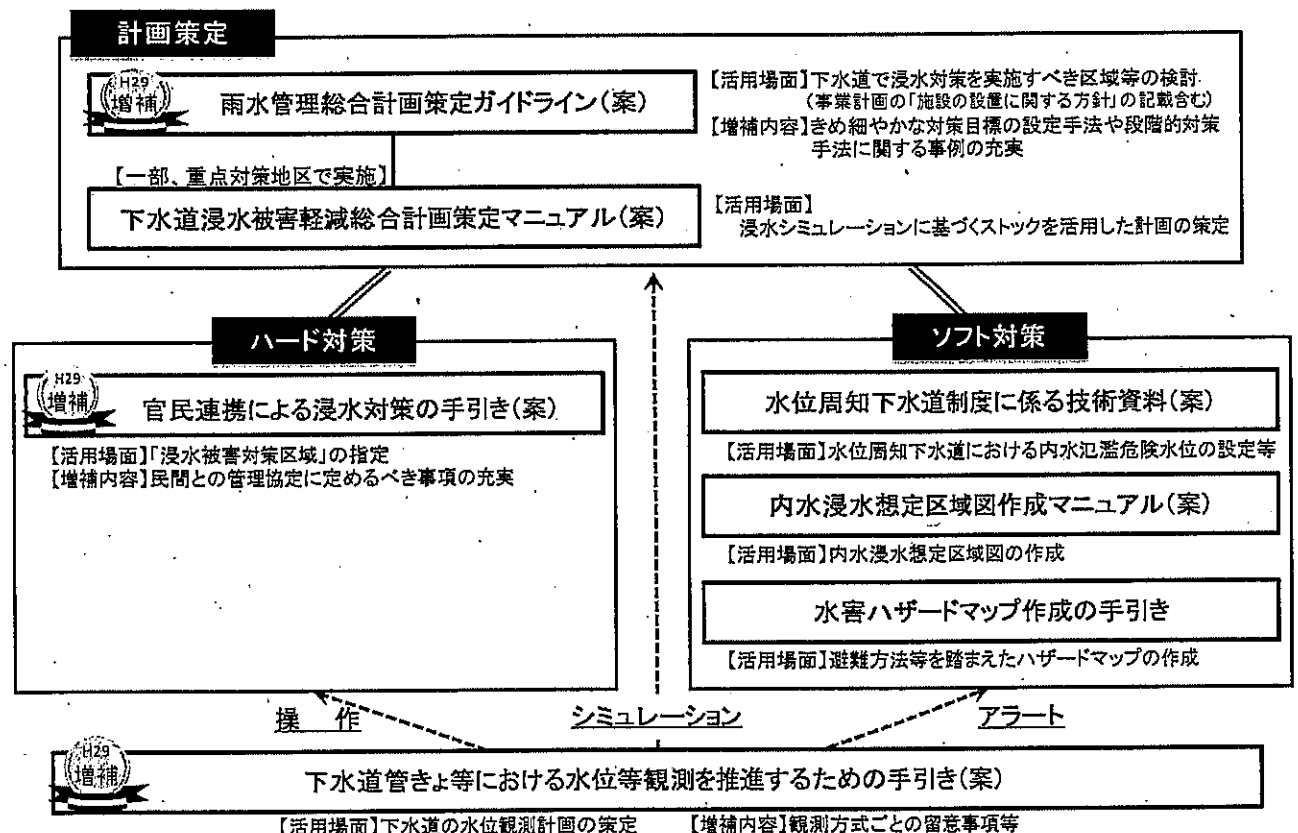 計画策定
H29
増補
雨水管理総合計画策定ガイドライン(案)
【活用場面】下水道で浸水対策を実施すべき区域等の検討
(事業計画の「施設の設置に関する方針」の記載含む)
【増補内容】きめ細やかな対策目標の設定手法や段階的対策
手法に関する事例の充実
【一部、重点対策地区で実施】
下水道浸水被害軽減総合計画策定マニュアル(案)
【活用場面】
浸水シミュレーションに基づくストックを活用した計画の策定
ハード対策
H29
増補
官民連携による浸水対策の手引き(案)
【活用場面】「浸水被害対策区域」の指定
【増補内容】民間との管理協定に定めるべき事項の充実
ソフト対策
水位周知下水道制度に係る技術資料(案)
【活用場面】水位周知下水道における内水氾濫危険水位の設定等
内水浸水想定区域図作成マニュアル(案)
【活用場面】内水浸水想定区域図の作成
水害ハザードマップ作成の手引き
【活用場面】避難方法等を踏まえたハザードマップの作成
操 作
シミュレーション
アラート
H29
増補
下水道管きょ等における水位等観測を推進するための手引き(案)
【活用場面】下水道の水位観測計画の策定 【増補内容】観測方式ごとの留意事項等